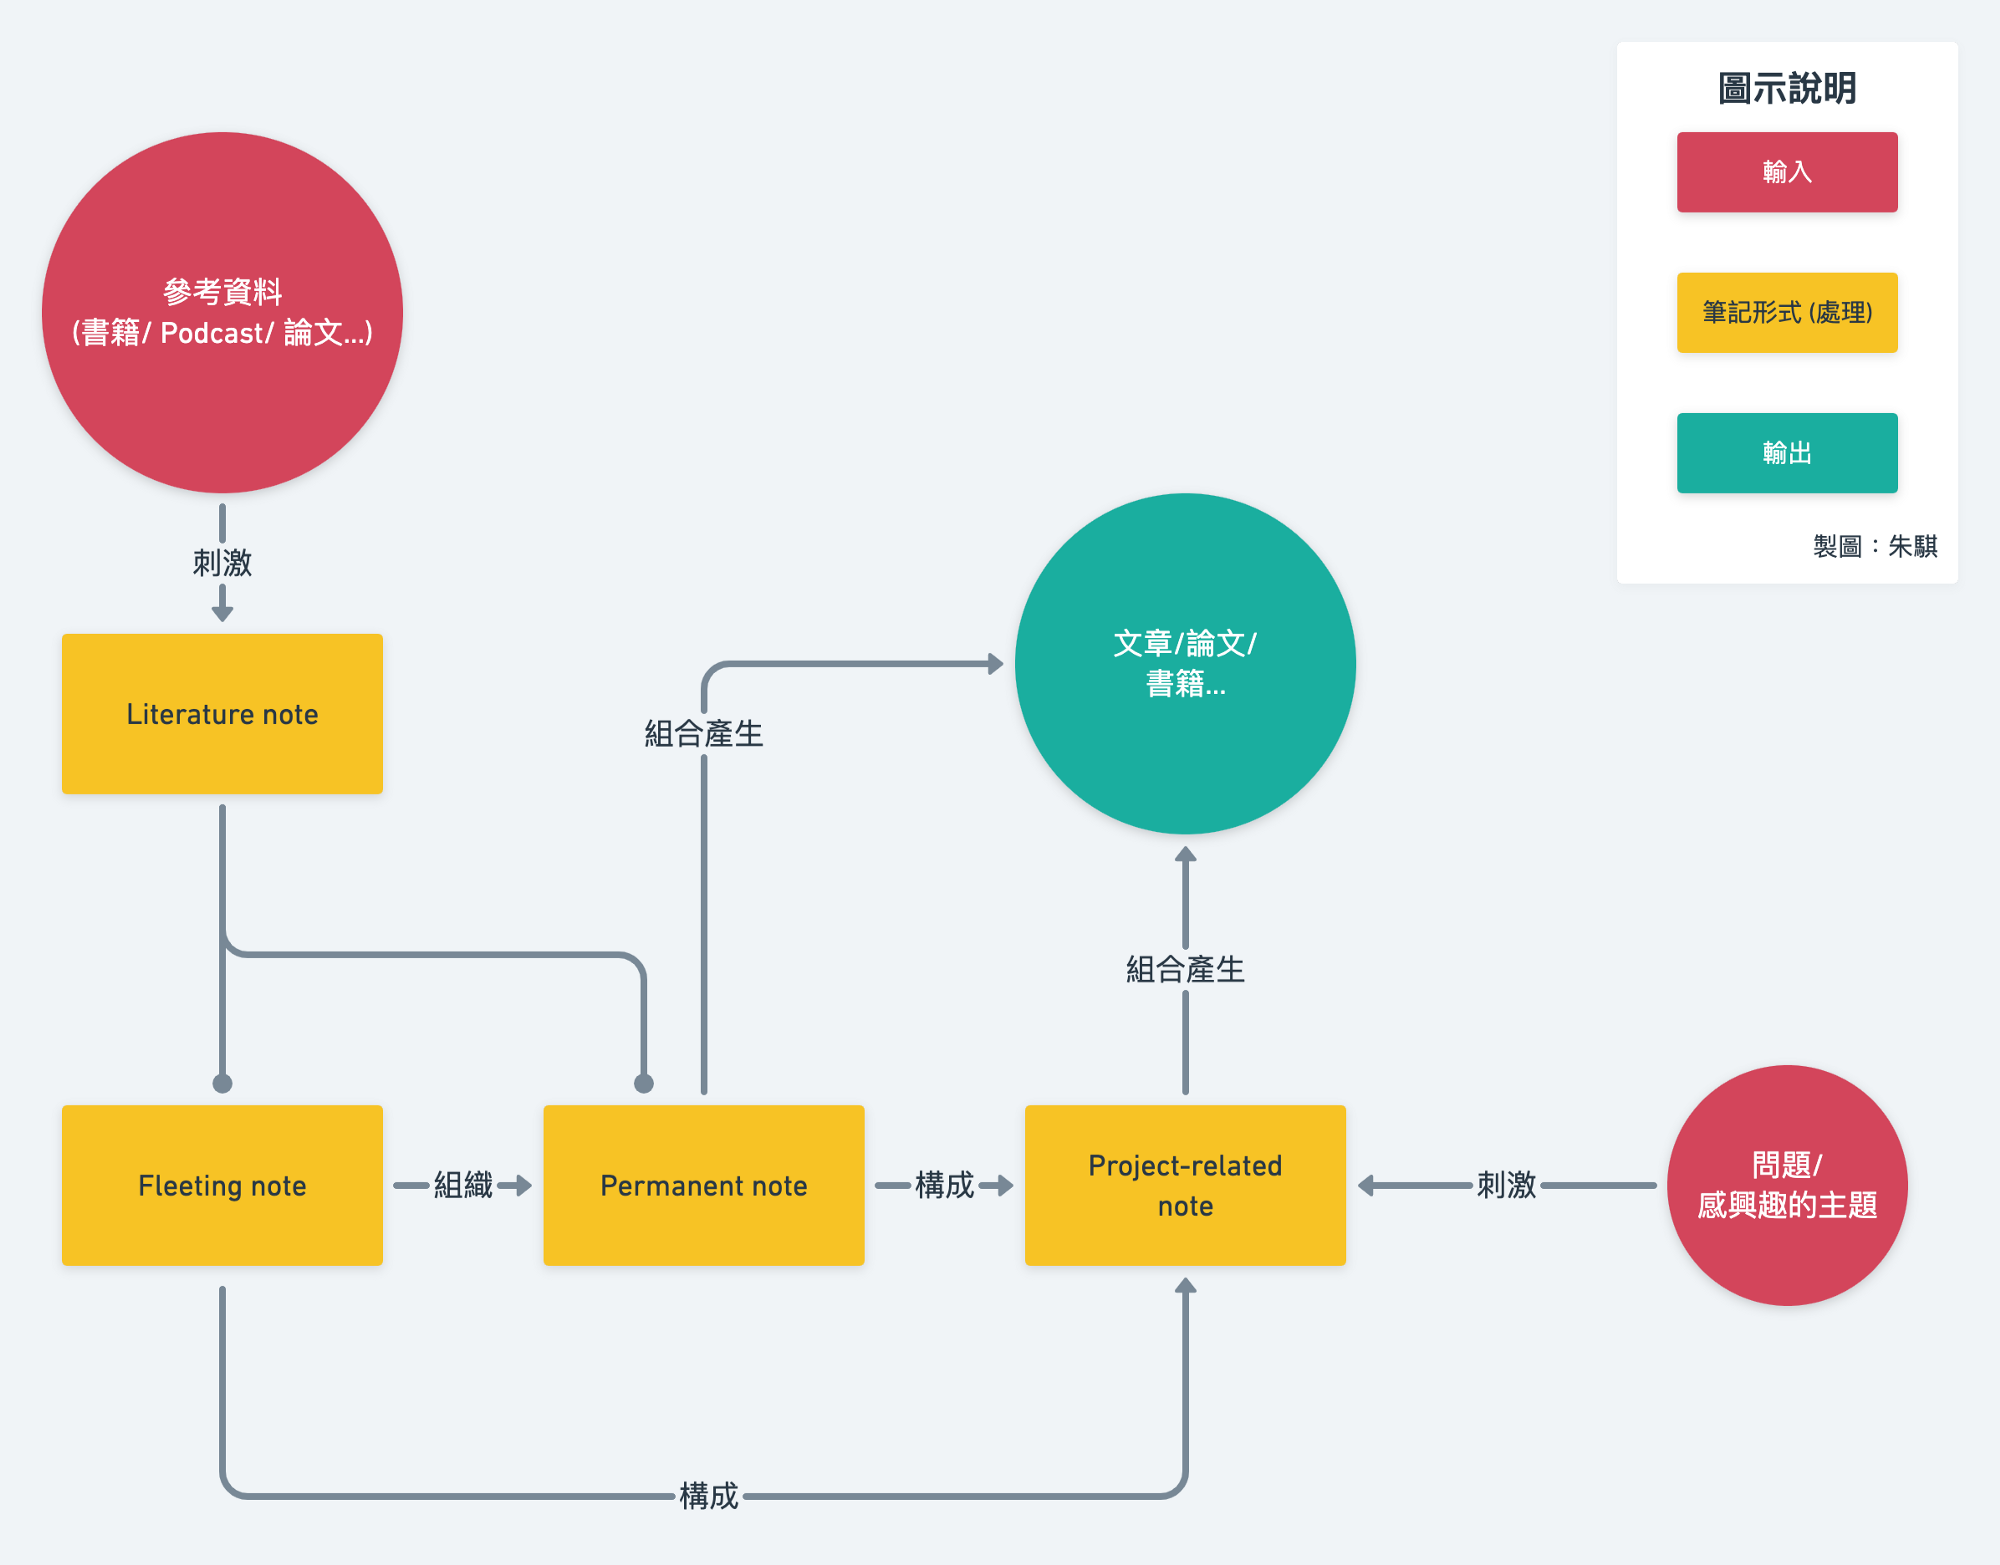 圖示說明
輸入
筆記形式 (處理)
輸出
製圖：朱騏
參考資料
(書籍/ Podcast/ 論文...)
刺激
Literature note
文章/論文/
書籍...
組合產生
組合產生
Fleeting note
組織
Permanent note
構成
Project-related
note
刺激
問題/
感興趣的主題
構成